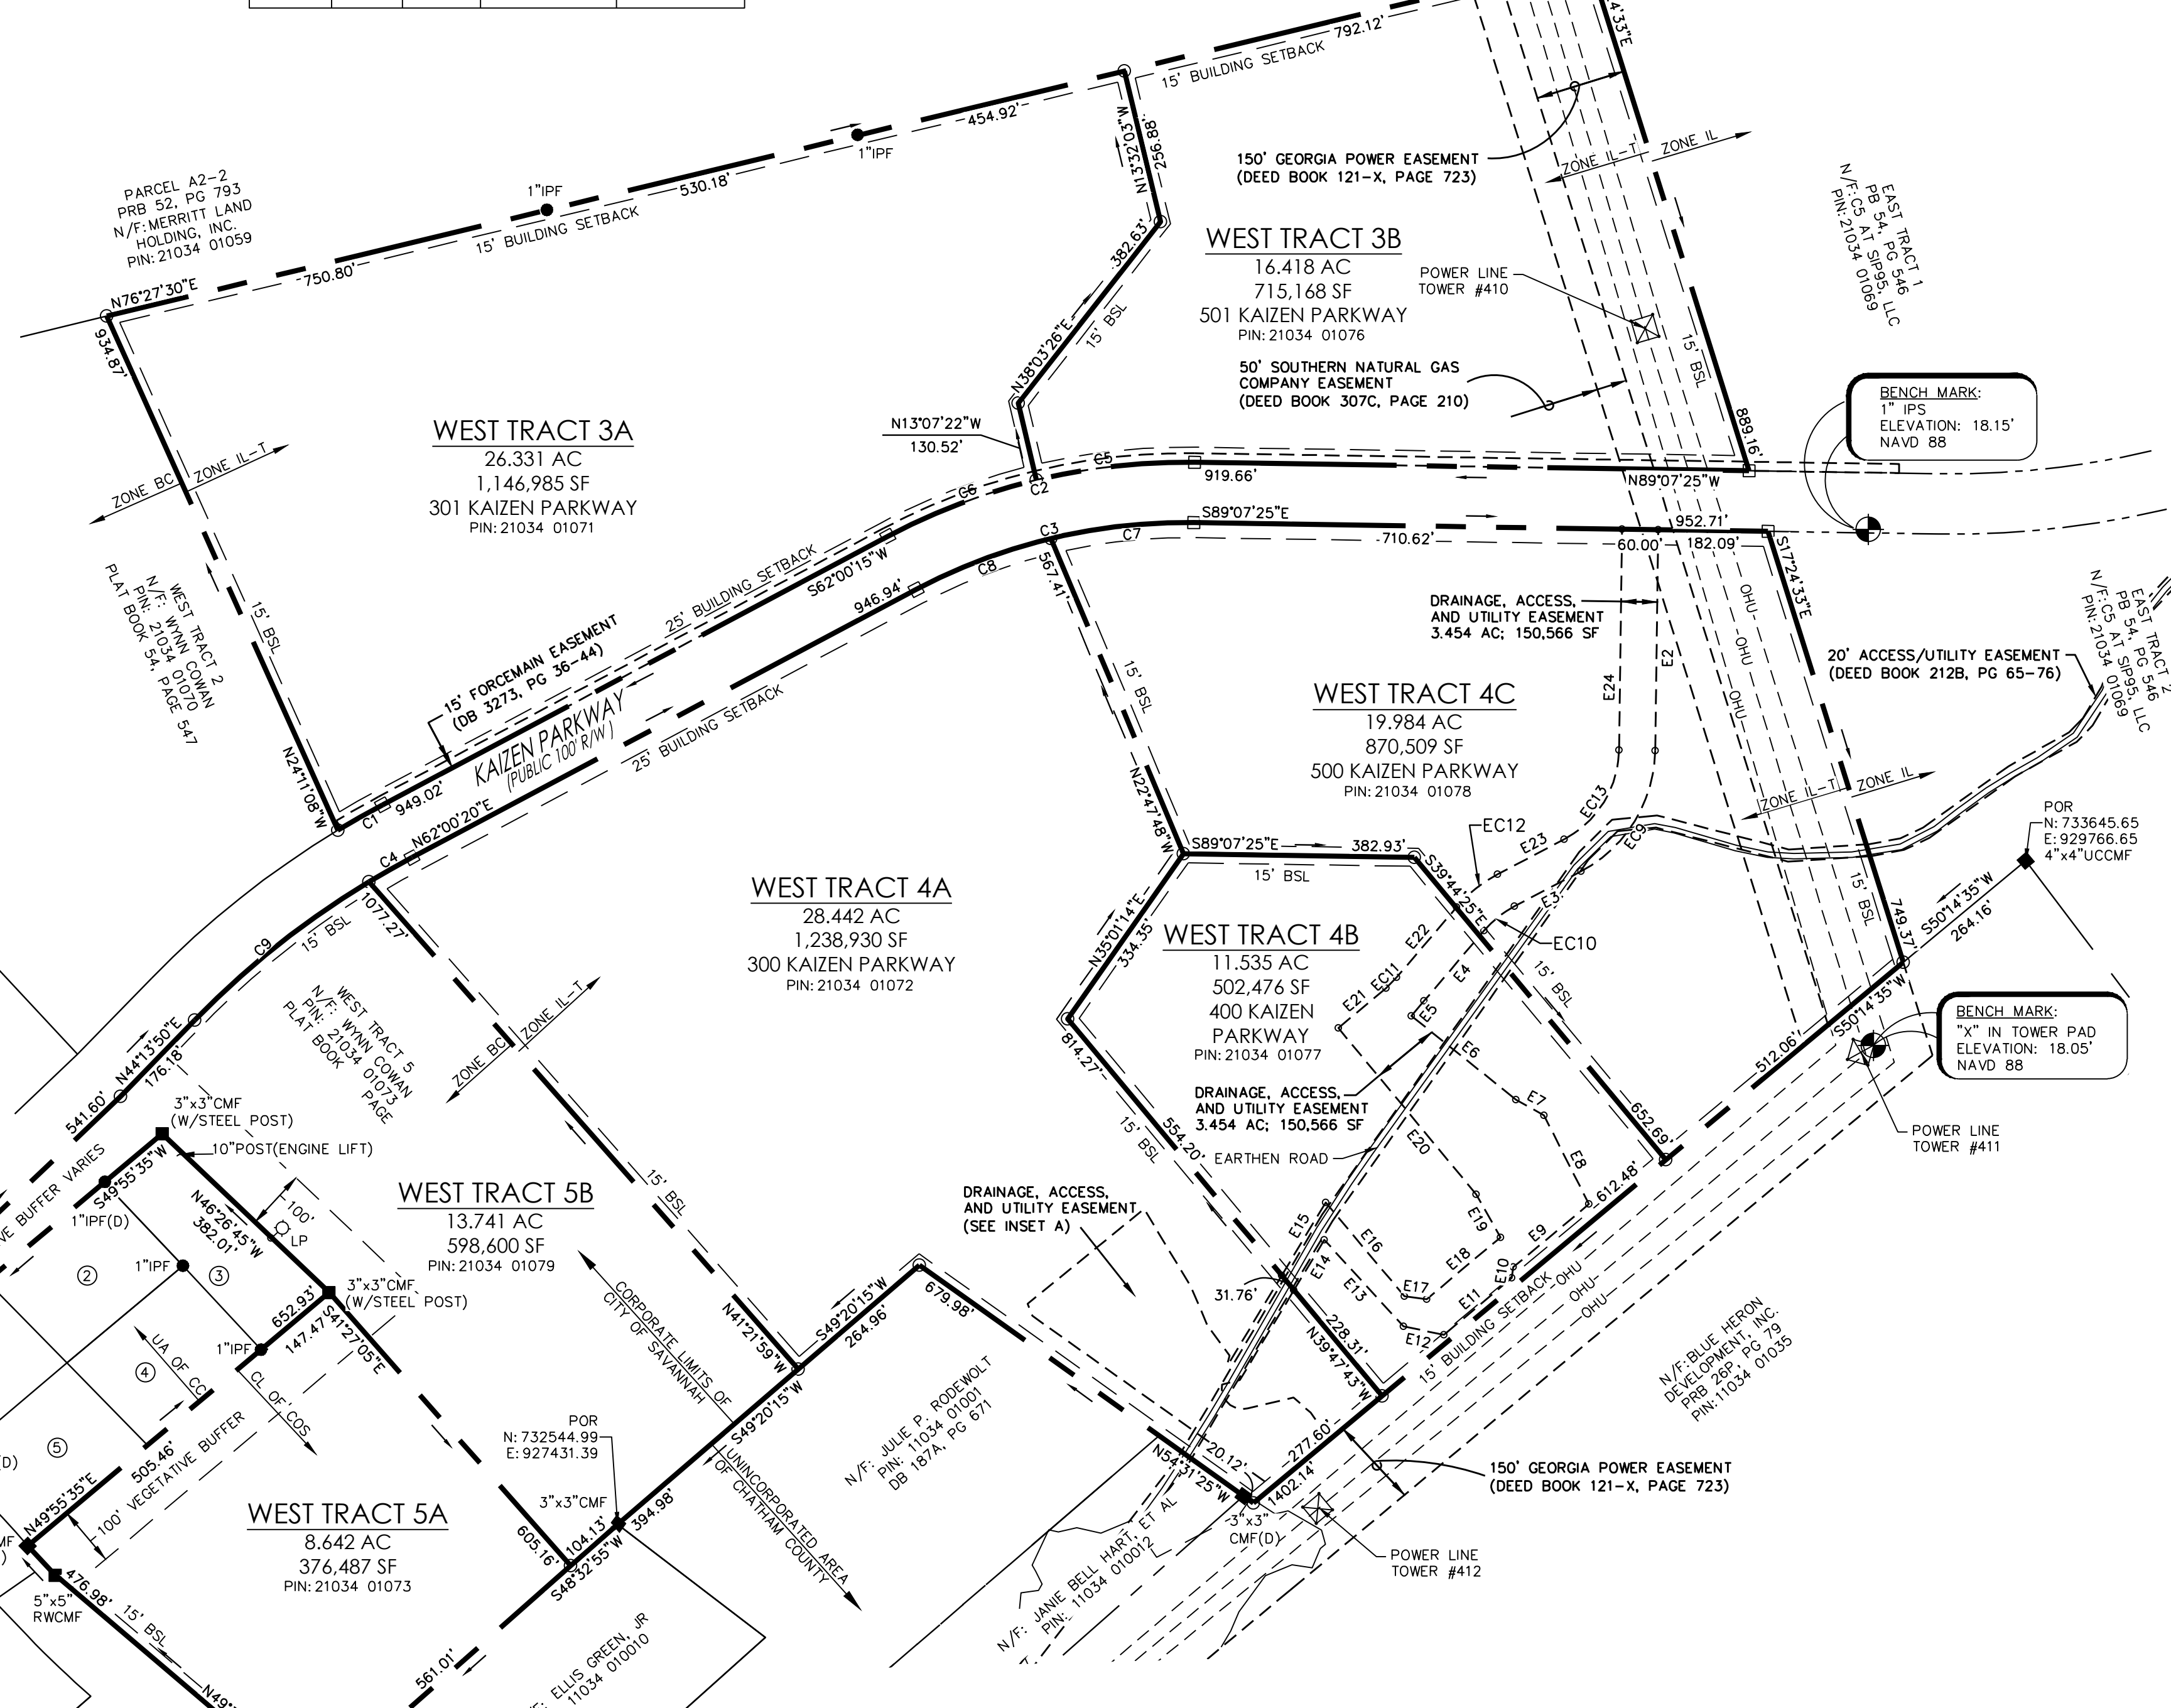 792.12'
4'33"E
15' BUILDING SETBACK
454.92'
1"IPF
N13°32'03"W
256.88'
150' GEORGIA POWER EASEMENT
(DEED BOOK 121-X, PAGE 723)
ZONE IL-T
ZONE IL
PARCEL A2-2
PRB 52, PG 793
N/F: MERRITT LAND
HOLDING, INC.
PIN: 21034 01059
1"IPF
530.18'
15' BUILDING SETBACK
750.80'
N76°27'30"E
934.87'
EAST TRACT 1
PB 54, PG 546
N/F: C5 AT SIP95, LLC
PIN: 21034 01069
WEST TRACT 3B
16.418 AC
715,168 SF
501 KAIZEN PARKWAY
PIN: 21034 01076
POWER LINE
TOWER #410
382.63'
N38°03'26"E
15' BSL
50' SOUTHERN NATURAL GAS
COMPANY EASEMENT
(DEED BOOK 307C, PAGE 210)
15' BSL
889.16'
BENCH MARK:
1" IPS
ELEVATION: 18.15'
NAVD 88
WEST TRACT 3A
26.331 AC
1,146,985 SF
301 KAIZEN PARKWAY
PIN: 21034 01071
N13°07'22"W
130.52'
C5
C2
C6
919.66'
N89°07'25"W
ZONE BC
ZONE IL-T
S62°00'15"W
25' BUILDING SETBACK
C3
C7
C8
S89°07'25"E
710.62'
952.71'
60.00'
182.09'
S17°24'33"E
WEST TRACT 2
N/F: WYNN COWAN
PIN: 21034 01070
PLAT BOOK 54, PAGE 547
15' BSL
N24°11'08"W
946.94'
567.41'
DRAINAGE, ACCESS,
AND UTILITY EASEMENT
3.454 AC; 150,566 SF
OHU
OHU
OHU
E24
E2
EAST TRACT 2
PB 54, PG 546
N/F: C5 AT SIP95, LLC
PIN: 21034 01069
20' ACCESS/UTILITY EASEMENT
(DEED BOOK 212B, PG 65-76)
15' FORCEMAIN EASEMENT
(DB 3273, PG 36-44)
KAIZEN PARKWAY
(PUBLIC 100' R/W)
25' BUILDING SETBACK
C1
949.02'
C4
N62°00'20"E
15' BSL
N22°47'48"W
WEST TRACT 4C
19.984 AC
870,509 SF
500 KAIZEN PARKWAY
PIN: 21034 01078
ZONE IL-T
ZONE IL
POR
N: 733645.65
E: 929766.65
4"x4"UCCMF
EC13
EC12
E23
EC9
E3
S89°07'25"E
382.93'
15' BSL
S39°44'25"E
1077.27'
C9
15' BSL
WEST TRACT 4A
28.442 AC
1,238,930 SF
300 KAIZEN PARKWAY
PIN: 21034 01072
N35°01'14"E
334.35'
WEST TRACT 4B
11.535 AC
502,476 SF
400 KAIZEN
PARKWAY
PIN: 21034 01077
E22
EC10
E4
EC11
E21
E5
15' BSL
15' BSL
749.37'
S50°14'35"W
264.16'
S50°14'35"W
512.06'
BENCH MARK:
"X" IN TOWER PAD
ELEVATION: 18.05'
NAVD 88
WEST TRACT 5
N/F: WYNN COWAN
PIN: 21034 01073
PLAT BOOK PAGE
ZONE BC
ZONE IL-T
N44°13'50"E
176.18'
541.60'
814.27'
554.20'
15' BSL
DRAINAGE, ACCESS,
AND UTILITY EASEMENT
3.454 AC; 150,566 SF
E6
E7
E8
E20
652.69'
POWER LINE
TOWER #411
3"x3"CMF
(W/STEEL POST)
10"POST(ENGINE LIFT)
VE BUFFER VARIES
S49°55'35"W
1"IPF(D)
N46°26'45"W
382.01'
100'
LP
EARTHEN ROAD
612.48'
E9
E10
E11
E19
E18
E17
E16
E15
E14
E13
E12
15' BSL
WEST TRACT 5B
13.741 AC
598,600 SF
PIN: 21034 01079
DRAINAGE, ACCESS,
AND UTILITY EASEMENT
(SEE INSET A)
2
1"IPF
3
3"x3"CMF
(W/STEEL POST)
652.93'
147.47'
1"IPF
S41°27'05"E
CORPORATE LIMITS OF
CITY OF SAVANNAH
N41°21'59"W
S49°20'15"W
264.96'
679.98'
31.76'
228.31'
N39°47'43"W
15' BUILDING SETBACK
OHU
OHU
OHU
N/F: BLUE HERON
DEVELOPMENT, INC.
PRB 26P, PG 79
PIN: 11034 01035
4
UA OF CC
CL OF COS
5
D)
505.46'
100' VEGETATIVE BUFFER
N49°55'35"E
POR
N: 732544.99
E: 927431.39
S49°20'15"W
N/F: JULIE P. RODEWOLT
PIN: 11034 01001
DB 187A, PG 671
N54°31'25"W
20.12'
277.60'
1402.14'
150' GEORGIA POWER EASEMENT
(DEED BOOK 121-X, PAGE 723)
WEST TRACT 5A
8.642 AC
376,487 SF
PIN: 21034 01073
3"x3"CMF
605.16'
104.13'
394.98'
S48°32'55"W
UNINCORPORATED AREA
OF CHATHAM COUNTY
3"x3"
CMF(D)
POWER LINE
TOWER #412
MF
)
476.98'
5"x5"
RWCMF
15' BSL
N49°
561.01'
F: ELLIS GREEN, JR
11034 010010
N/F: JANIE BELL HART, ET AL
PIN: 11034 010012